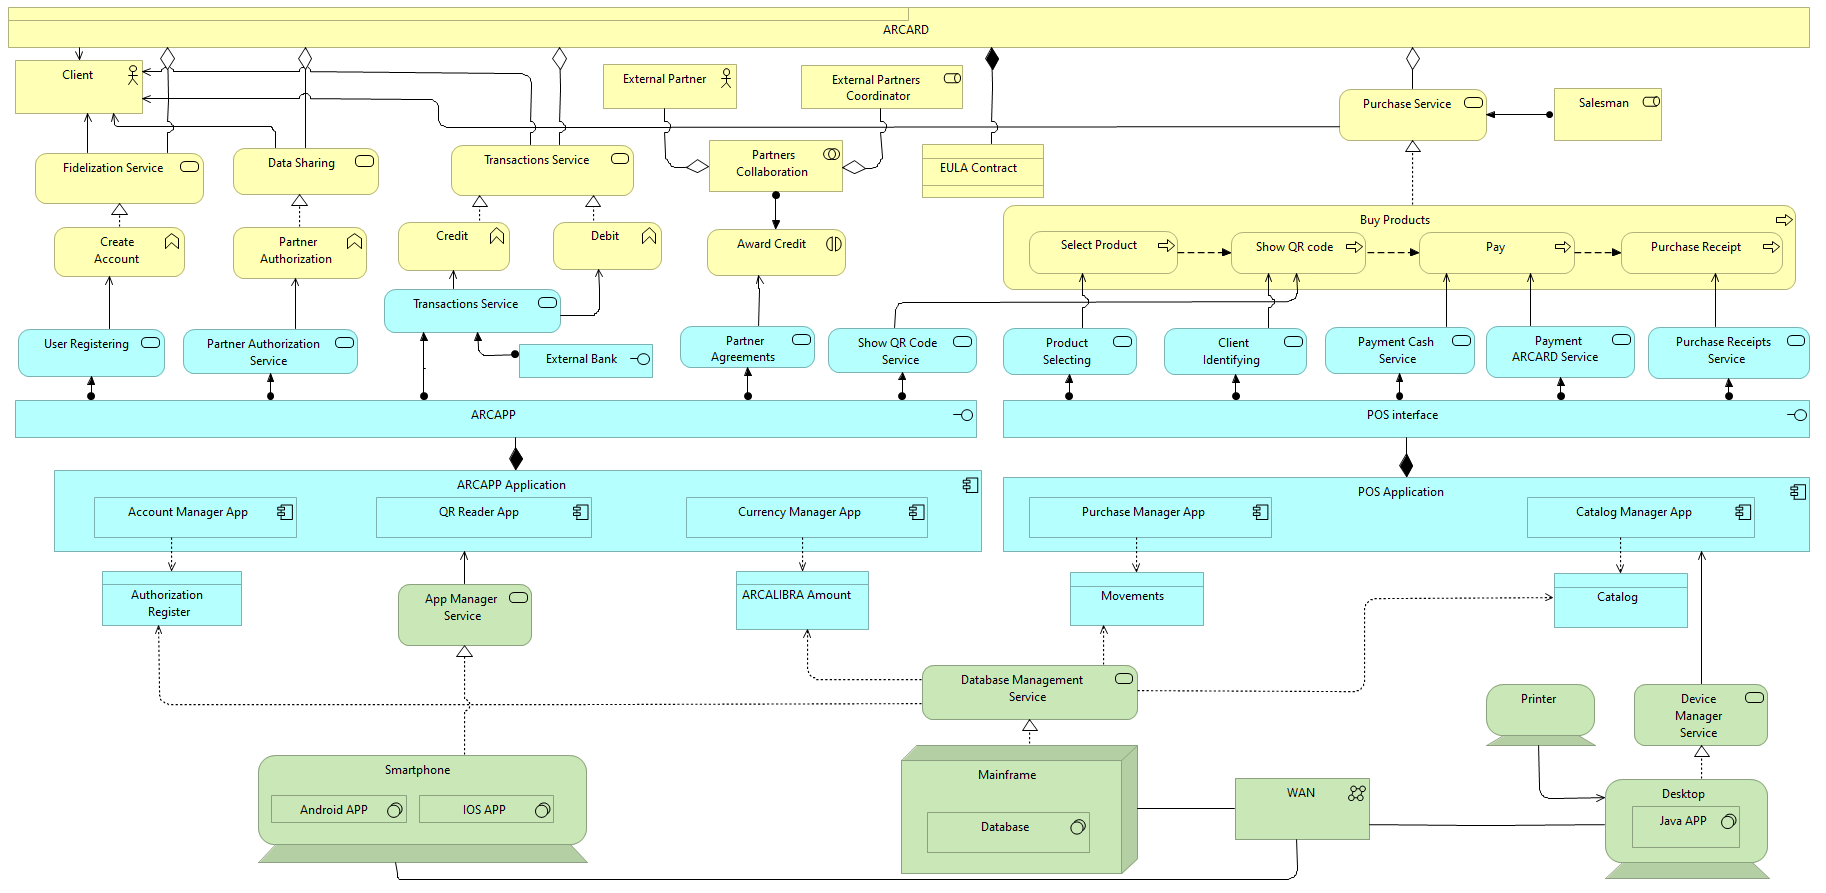 ARCARD
Client
External Partner
External Partners
Coordinator
Purchase Service
Salesman
Fidelization Service
Data Sharing
Transactions Service
Partners
Collaboration
EULA Contract
Create
Account
Partner
Authorization
Credit
Debit
Award Credit
Buy Products
Select Product
Show QR code
Pay
Purchase Receipt
Transactions Service
User Registering
Partner Authorization
Service
External Bank
Partner
Agreements
Show QR Code
Service
Product
Selecting
Client
Identifying
Payment Cash
Service
Payment
ARCARD Service
Purchase Receipts
Service
ARCAPP
POS interface
ARCAPP Application
Account Manager App
QR Reader App
Currency Manager App
POS Application
Purchase Manager App
Catalog Manager App
Authorization
Register
App Manager
Service
ARCALIBRA Amount
Movements
Catalog
Database Management
Service
Printer
Device
Manager
Service
Smartphone
Android APP
IOS APP
Mainframe
Database
WAN
Desktop
Java APP